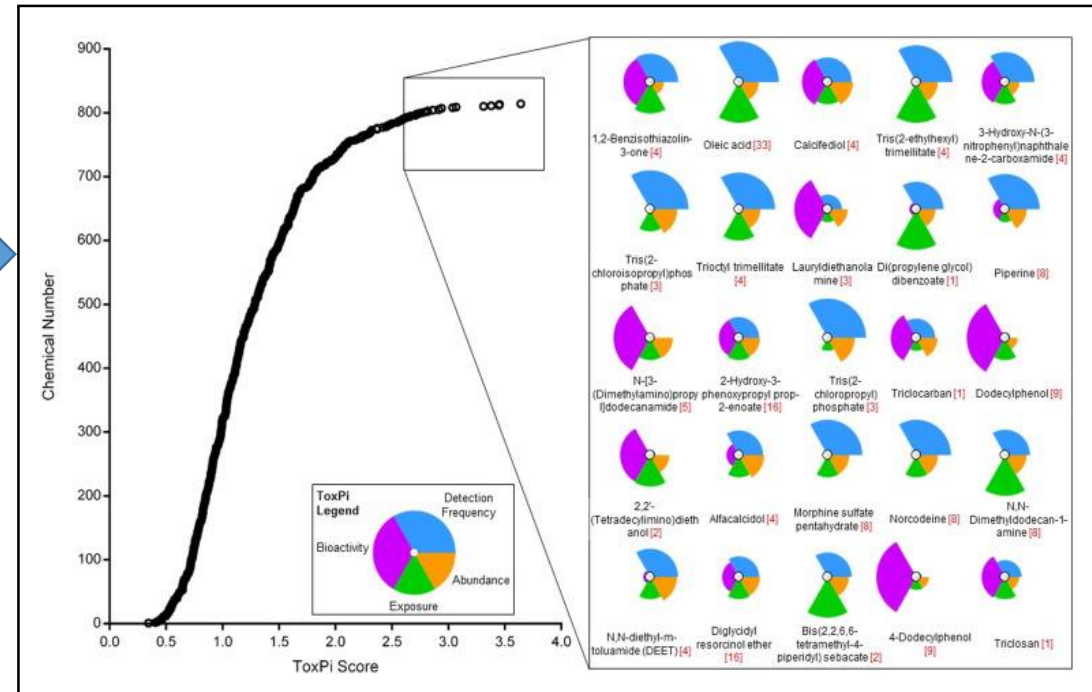 900
800
700
600
500
400
300
200
100
0
Chemical Number
0.0 0.5 1.0 1.5 2.0 2.5 3.0 3.5 4.0
ToxPi Score
ToxPi
Legend
Detection
Frequency
Bioactivity
Abundance
Exposure
1,2-Benzisothiazolin-
3-one [4]
Oleic acid [33]
Calcifediol [4]
Tris(2-ethylhexyl)
trimellitate [4]
3-Hydroxy-N-(3-
nitrophenyl)naphthale
ne-2-carboxamide [4]
Tris(2-
chloroisopropyl)phos
phate [3]
Trioctyl trimellitate
[4]
Lauryldiethanola
mine [3]
Di(propylene glycol)
dibenzoate [1]
Piperine [8]
N-[3-
(Dimethylamino)propy
l]dodecanamide [5]
2-Hydroxy-3-
phenoxypropyl prop-
2-enoate [16]
Tris(2-
chloropropyl)
phosphate [3]
Triclocarban [1]
Dodecylphenol [9]
2,2'-
(Tetradecylimino)dieth
anol [2]
Alfacalcidol [4]
Morphine sulfate
pentahydrate [8]
Norcodeine [8]
N,N-
Dimethyldodecan-1-
amine [8]
N,N-diethyl-m-
toluamide (DEET) [4]
Diglycidyl
resorcinol ether
[16]
Bis(2,2,6,6-
tetramethyl-4-
piperidyl) sebacate [2]
4-Dodecylphenol
[9]
Triclosan [1]